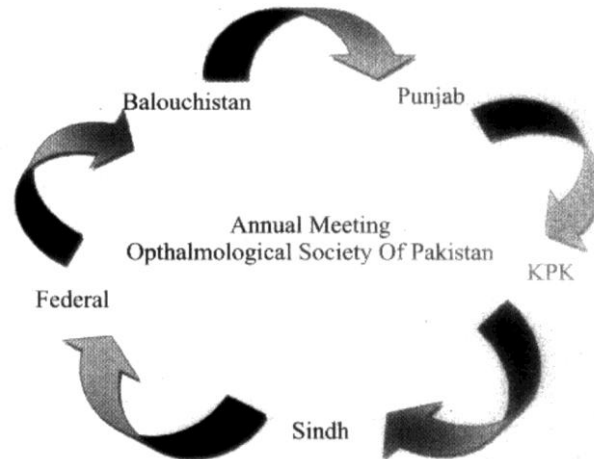 Balouchistan
Punjab
Annual Meeting
Opthalmological Society Of Pakistan
KPK
Federal
Sindh